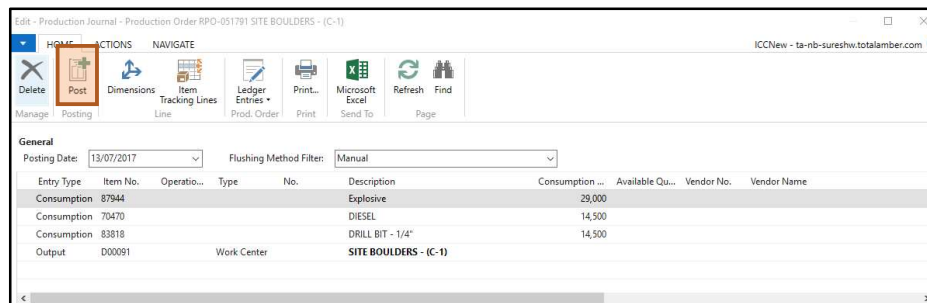 Edit - Production Journal - Production Order RPO-051791 SITE BOULDERS - (C-1)
HOME ACTIONS NAVIGATE ICCNew - ta-nb-sureshw.totalamber.com
Delete Post Dimensions Item Tracking Lines Ledger Entries Print... Microsoft Excel Refresh Find
Manage Posting Line Prod. Order Print Send To Page
General
Posting Date: 13/07/2017 Flushing Method Filter: Manual
Entry Type Item No. Operatio... Type No. Description Consumption ... Available Qu... Vendor No. Vendor Name
Consumption 87944 Explosive 29,000
Consumption 70470 DIESEL 14,500
Consumption 83818 DRILL BIT - 1/4" 14,500
Output D00091 Work Center SITE BOULDERS - (C-1)